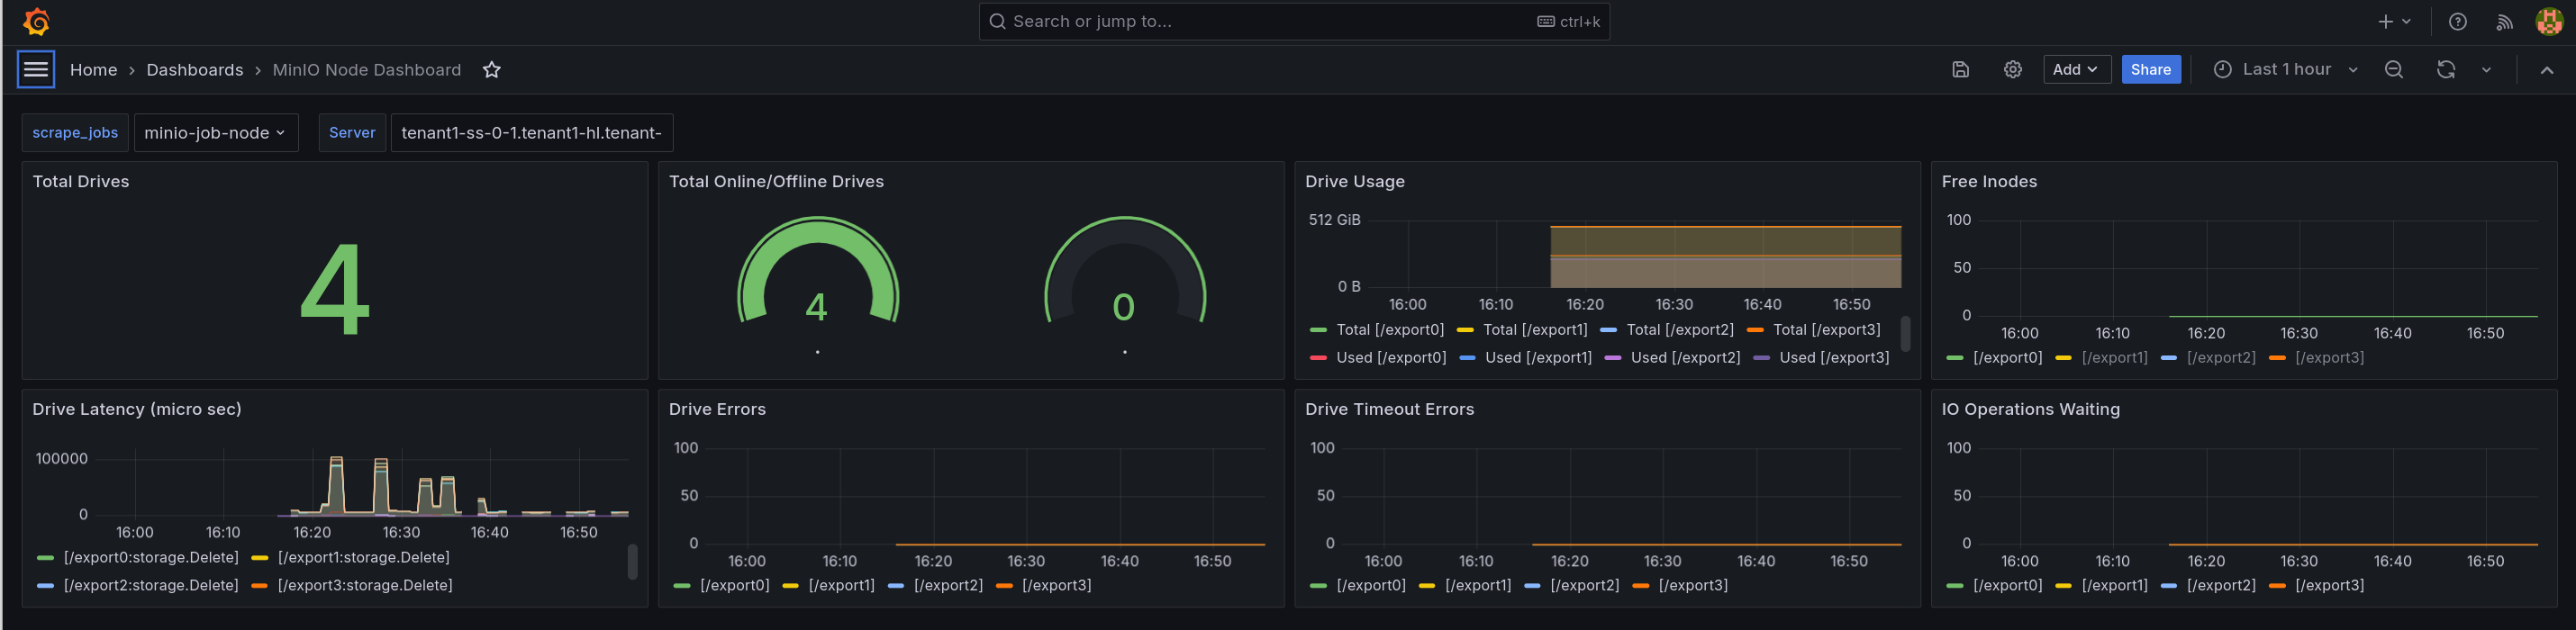 Search or jump to... ctrl+k
Home › Dashboards › MinIO Node Dashboard Add Share Last 1 hour
scrape_jobs minio-job-node Server tenant1-ss-0-1.tenant1-hl.tenant-
Total Drives
4
Total Online/Offline Drives
4 0
. .
Drive Usage
512 GiB
0 B
16:00 16:10 16:20 16:30 16:40 16:50
Total [/export0] Total [/export1] Total [/export2] Total [/export3]
Used [/export0] Used [/export1] Used [/export2] Used [/export3]
Free Inodes
100
50
0
16:00 16:10 16:20 16:30 16:40 16:50
[/export0] [/export1] [/export2] [/export3]
Drive Latency (micro sec)
100000
0
16:00 16:10 16:20 16:30 16:40 16:50
[/export0:storage.Delete] [/export1:storage.Delete]
[/export2:storage.Delete] [/export3:storage.Delete]
Drive Errors
100
50
0
16:00 16:10 16:20 16:30 16:40 16:50
[/export0] [/export1] [/export2] [/export3]
Drive Timeout Errors
100
50
0
16:00 16:10 16:20 16:30 16:40 16:50
[/export0] [/export1] [/export2] [/export3]
IO Operations Waiting
100
50
0
16:00 16:10 16:20 16:30 16:40 16:50
[/export0] [/export1] [/export2] [/export3]